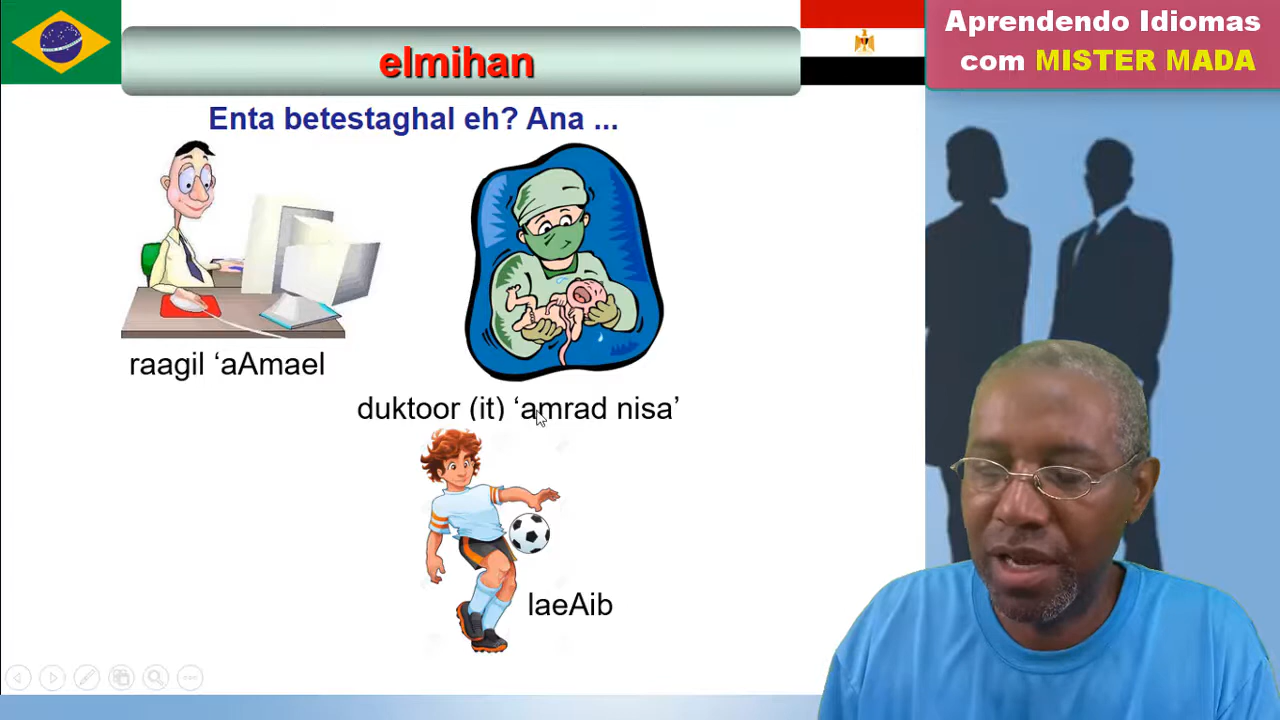 elmihan
Aprendendo Idiomas
com MISTER MADA
Enta betestaghal eh? Ana ...
raagil ‘aAmael
duktoor (it) ‘amrad nisa’
laeAib